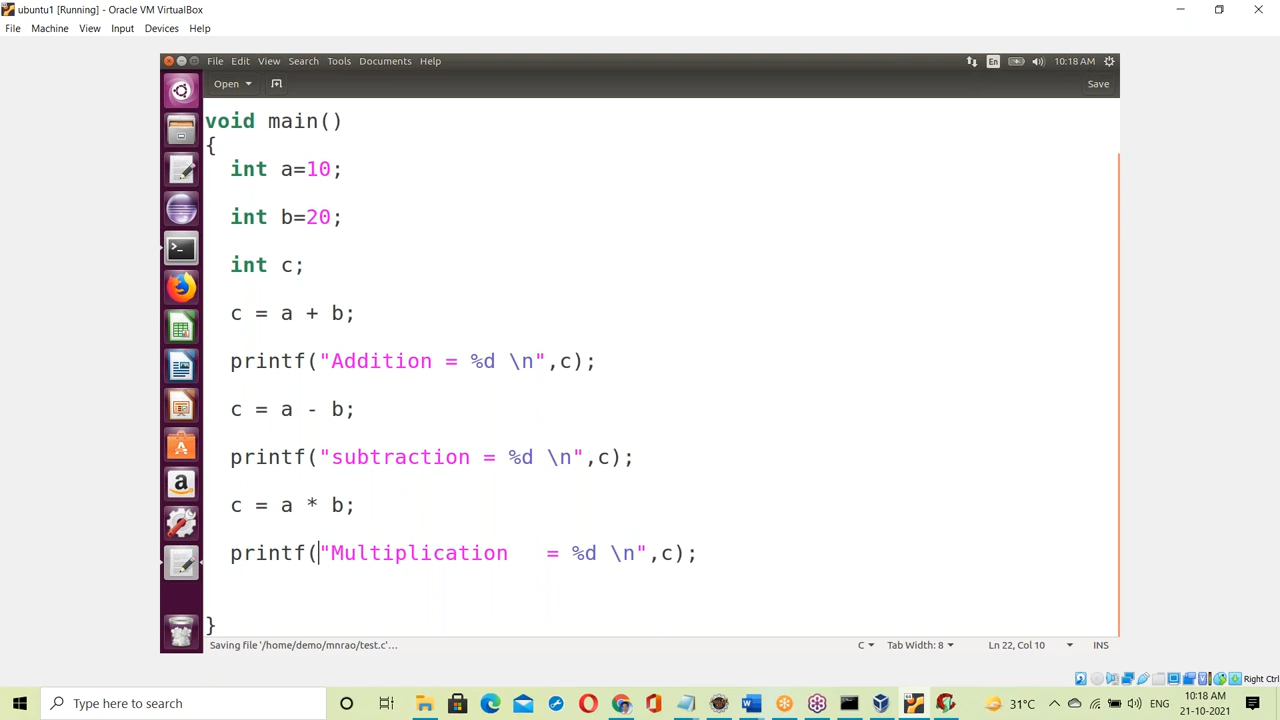 ubuntu1 [Running] - Oracle VM VirtualBox
File Machine View Input Devices Help
File Edit View Search Tools Documents Help
En
10:18 AM
Open
Save
void main()
{
int a=10;
int b=20;
int c;
c = a + b;
printf("Addition = %d \n",c);
c = a - b;
printf("subtraction = %d \n",c);
c = a * b;
printf("Multiplication   = %d \n",c);
}
Saving file '/home/demo/mnrao/test.c'…
C
Tab Width: 8
Ln 22, Col 10
INS
Right Ctrl
Type here to search
31°C
ENG
10:18 AM
21-10-2021